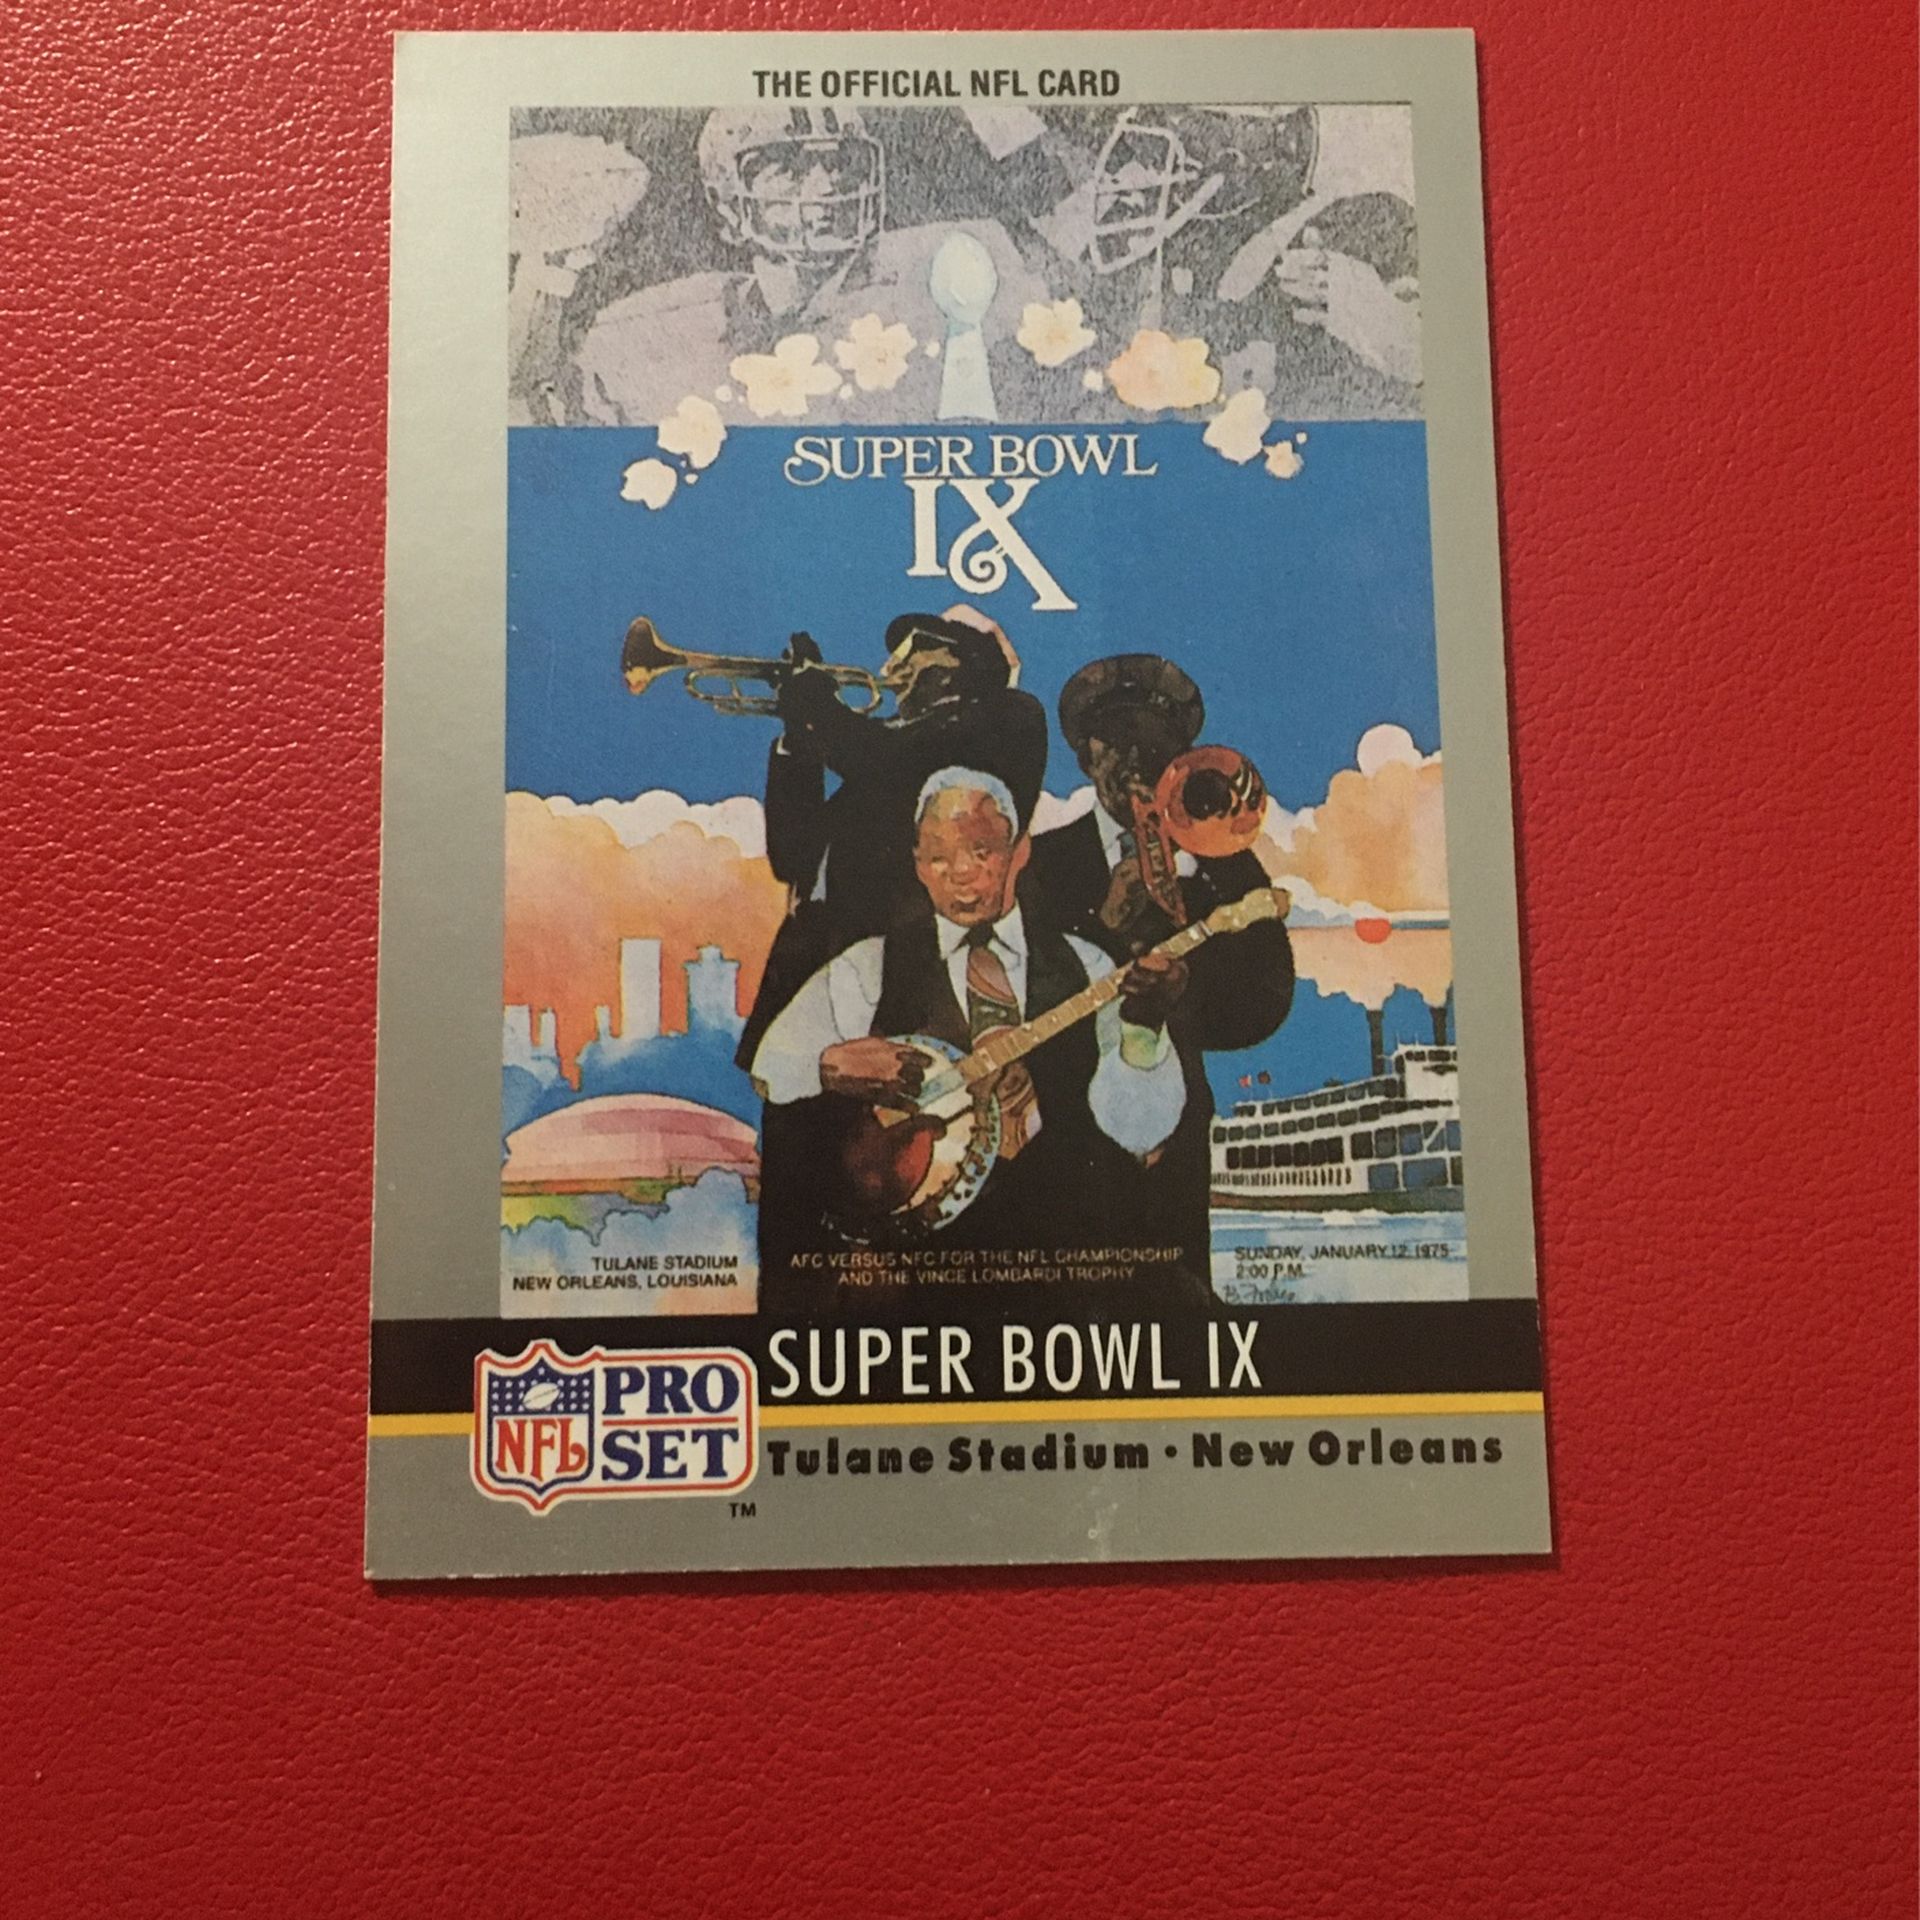 THE OFFICIAL NFL CARD
SUPER BOWL
IX
TULANE STADIUM
NEW ORLEANS, LOUISIANA
AFC VERSUS NFC FOR THE NFL CHAMPIONSHIP
AND THE VINCE LOMBARDI TROPHY
SUNDAY, JANUARY 12, 1975
2:00 P.M.
SUPER BOWL IX
NFL
PRO
SET
TM
Tulane Stadium • New Orleans